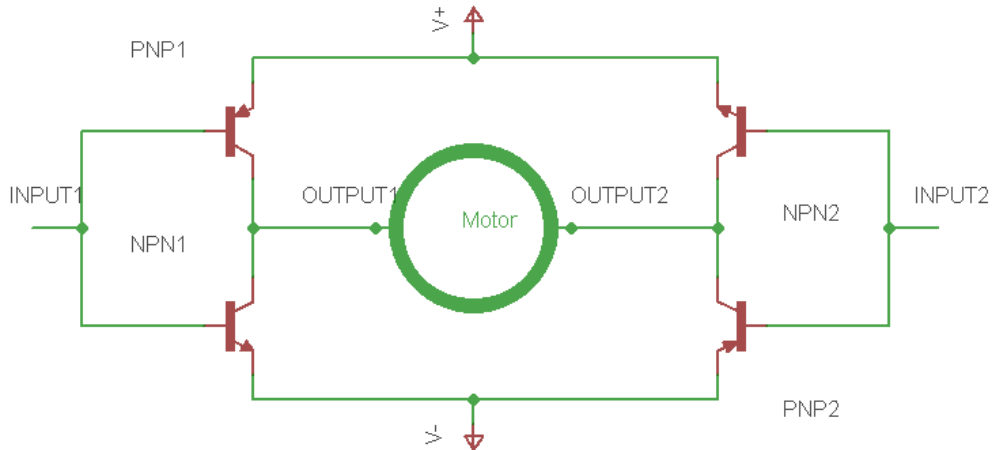 V+
PNP1
INPUT1
OUTPUT1
Motor
OUTPUT2
INPUT2
NPN1
NPN2
V-
PNP2